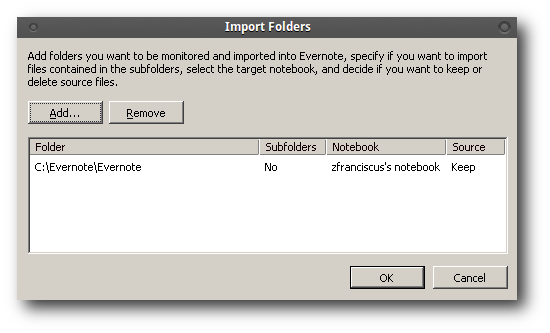 Import Folders
Add folders you want to be monitored and imported into Evernote, specify if you want to import
files contained in the subfolders, select the target notebook, and decide if you want to keep or
delete source files.
Add... Remove
Folder Subfolders Notebook Source
C:\Evernote\Evernote No zfranciscus's notebook Keep
OK Cancel